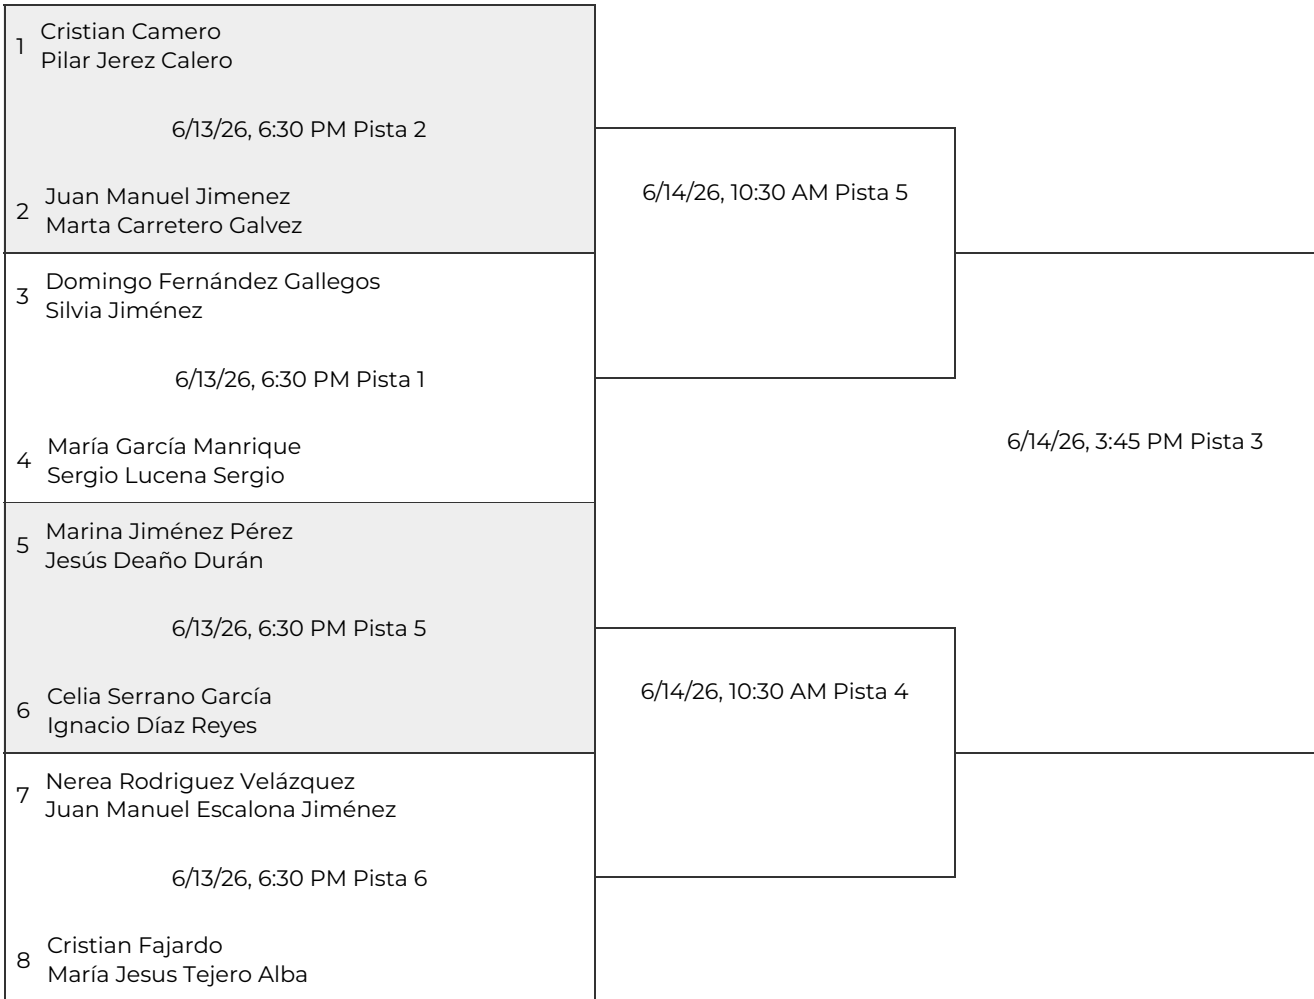 1
Cristian Camero
Pilar Jerez Calero
6/13/26, 6:30 PM Pista 2
2
Juan Manuel Jimenez
Marta Carretero Galvez
6/14/26, 10:30 AM Pista 5
3
Domingo Fernández Gallegos
Silvia Jiménez
6/13/26, 6:30 PM Pista 1
4
María García Manrique
Sergio Lucena Sergio
6/14/26, 3:45 PM Pista 3
5
Marina Jiménez Pérez
Jesús Deaño Durán
6/13/26, 6:30 PM Pista 5
6
Celia Serrano García
Ignacio Díaz Reyes
6/14/26, 10:30 AM Pista 4
7
Nerea Rodriguez Velázquez
Juan Manuel Escalona Jiménez
6/13/26, 6:30 PM Pista 6
8
Cristian Fajardo
María Jesus Tejero Alba